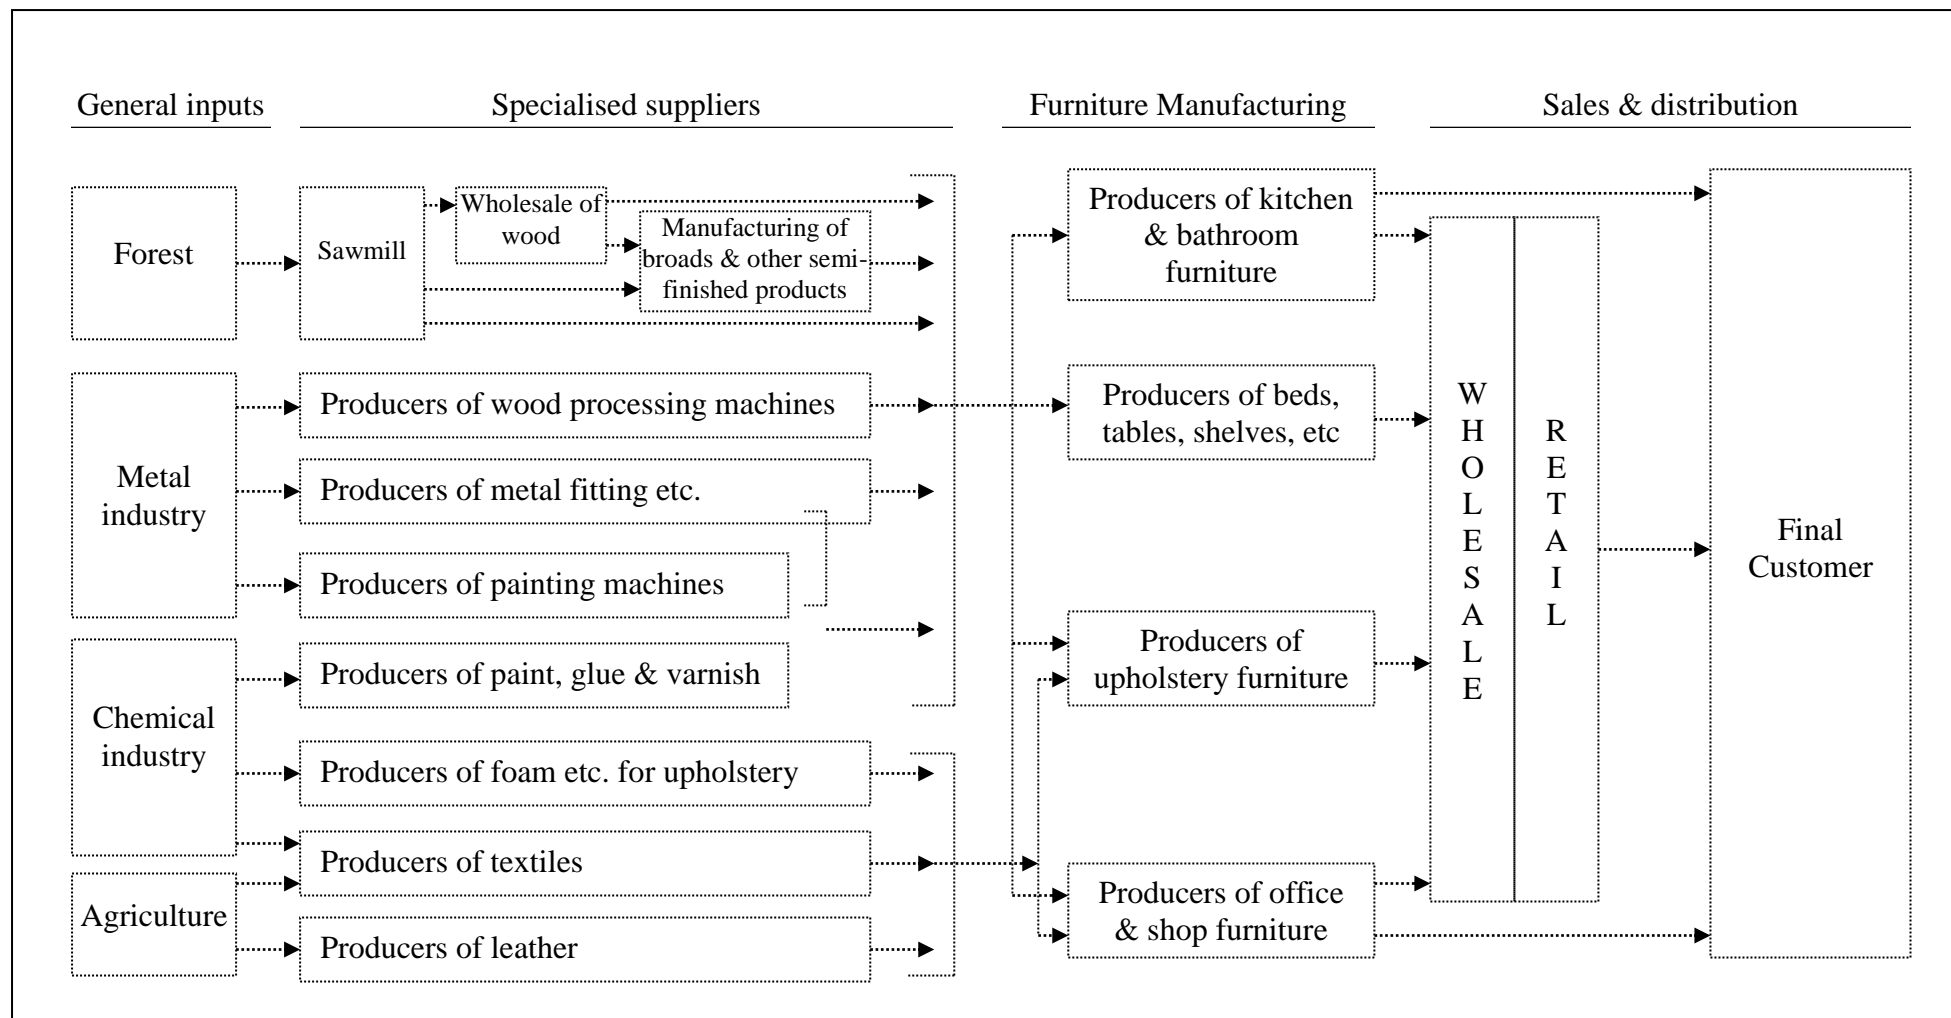 General inputs
Specialised suppliers
Furniture Manufacturing
Sales & distribution
Forest
Sawmill
Wholesale of
wood
Manufacturing of
broads & other semi-
finished products
Metal
industry
Producers of wood processing machines
Producers of metal fitting etc.
Producers of painting machines
Chemical
industry
Producers of paint, glue & varnish
Producers of foam etc. for upholstery
Producers of textiles
Agriculture
Producers of leather
Producers of kitchen
& bathroom
furniture
Producers of beds,
tables, shelves, etc
Producers of
upholstery furniture
Producers of office
& shop furniture
WHOLESALE
RETAIL
Final
Customer